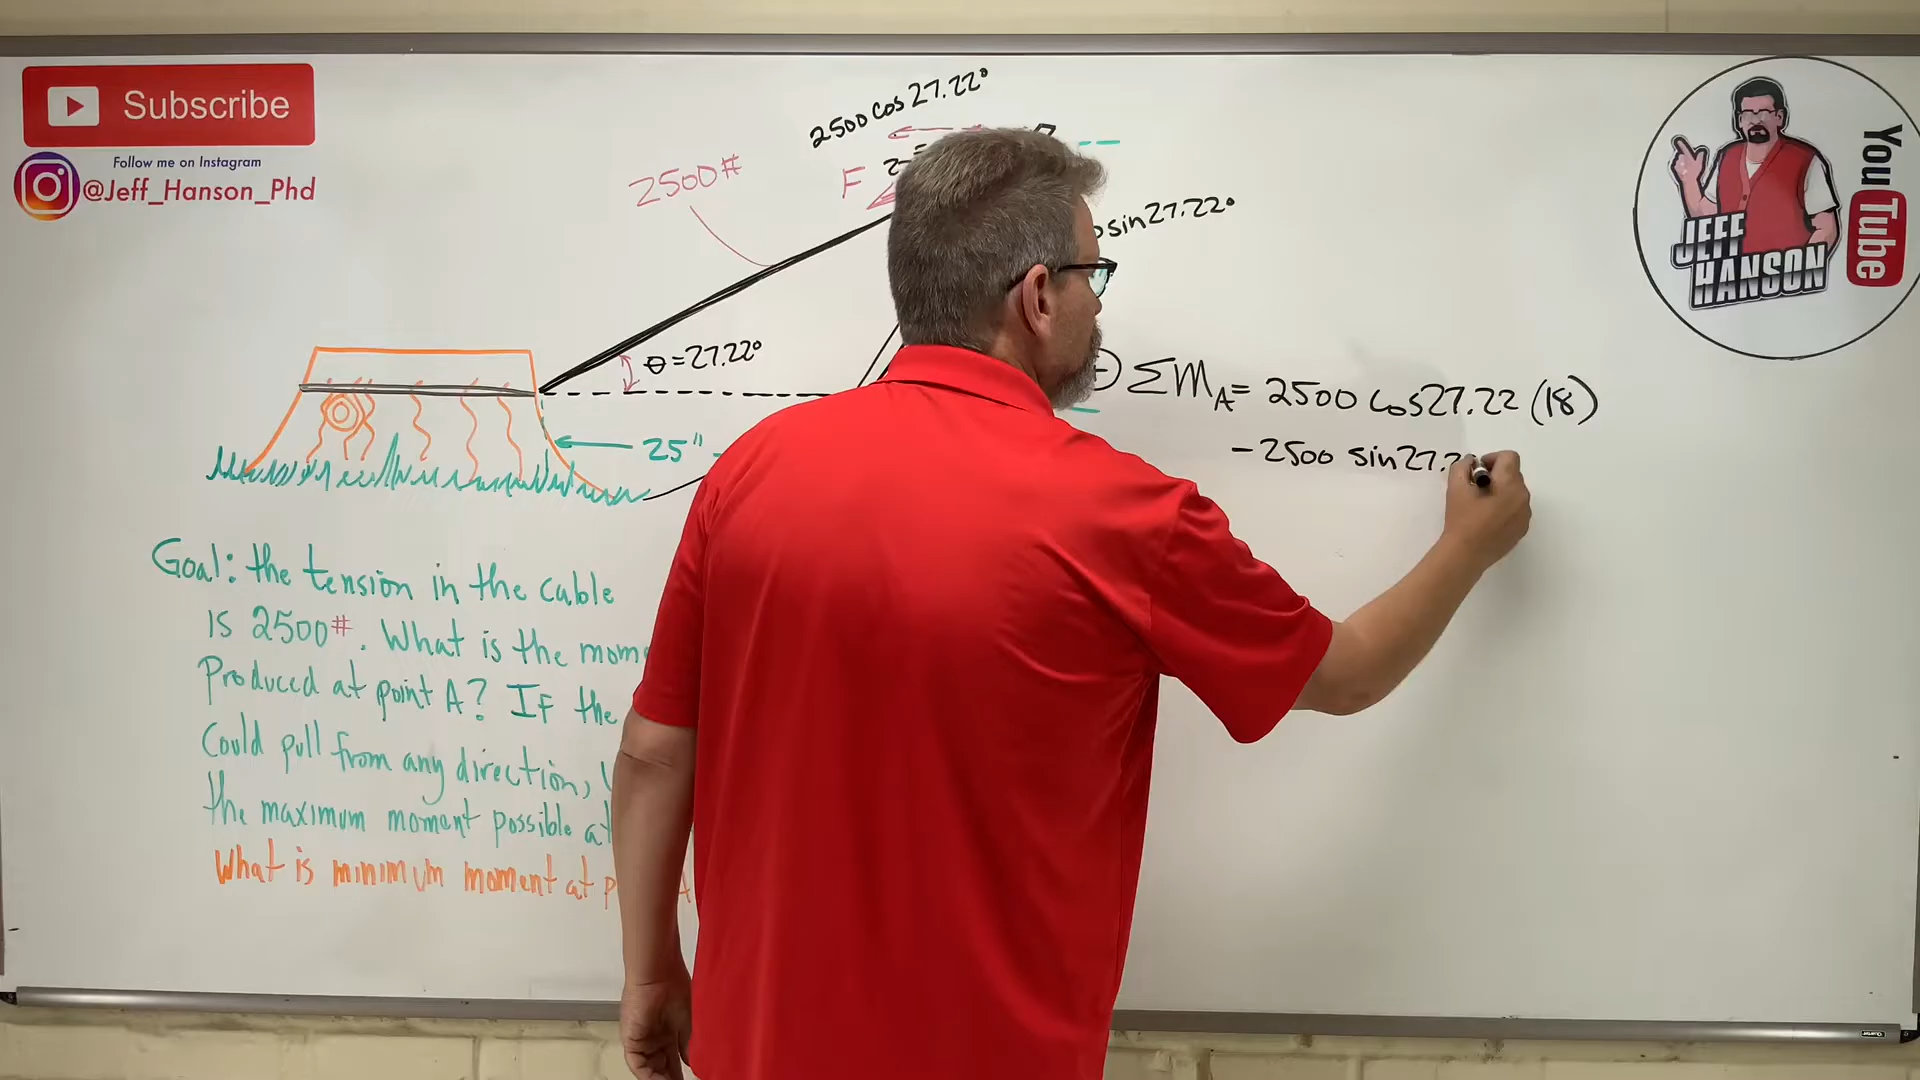 Subscribe
Follow me on Instagram
@Jeff_Hanson_Phd
2500 cos 27.22°
2500#
F
sin 27.22°
θ = 27.22°
25"
ΣM_A = 2500 cos 27.22 (18)
- 2500 sin 27.2
Goal: the tension in the cable
is 2500#. What is the
Produced at point A? IF the
Could pull from any direction,
the maximum moment possible at
What is minimum moment at
JEFF
HANSON
YouTube